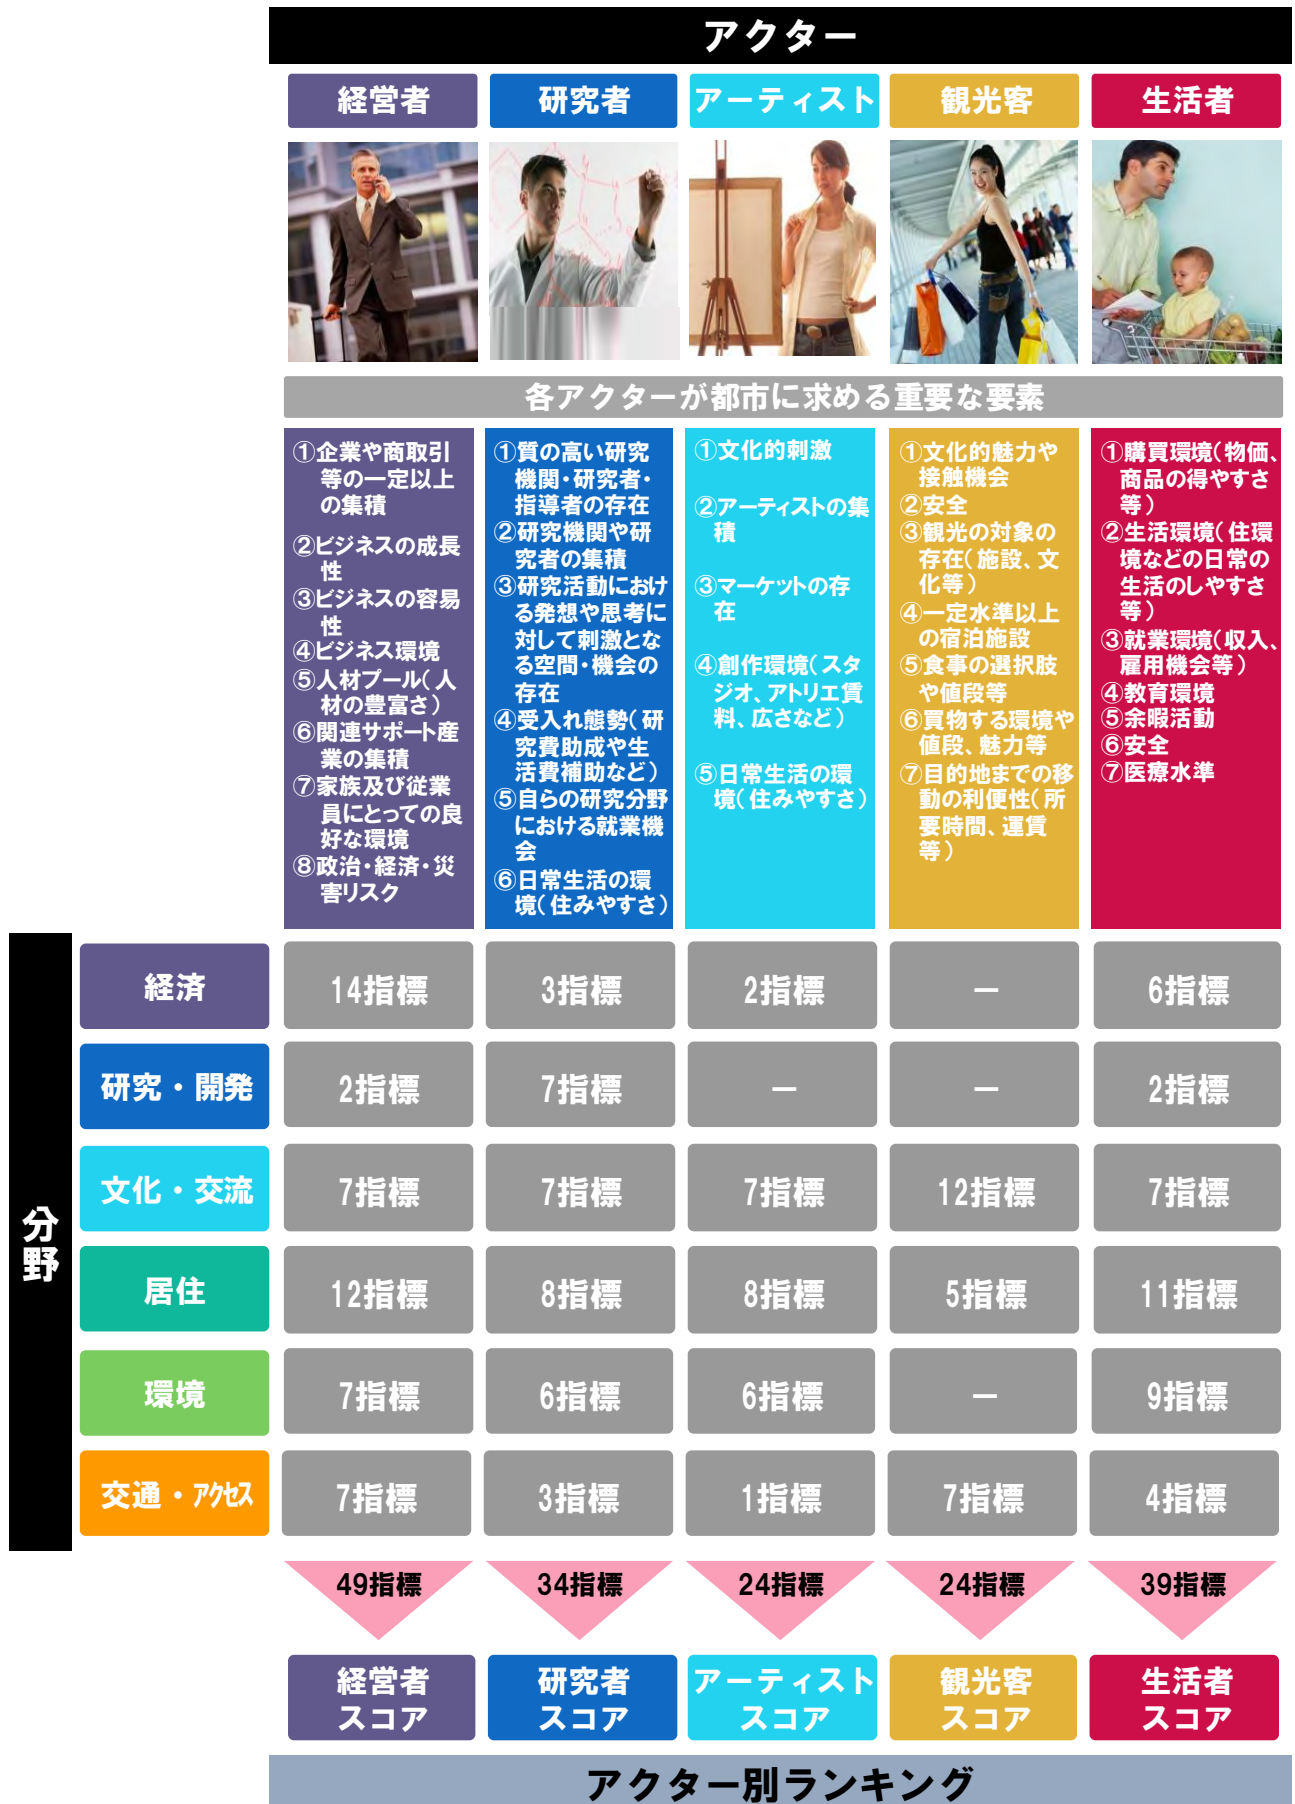 アクター
経営者
研究者
アーティスト
観光客
生活者
各アクターが都市に求める重要な要素
①企業や商取引
等の一定以上
の集積
②ビジネスの成長
性
③ビジネスの容易
性
④ビジネス環境
⑤人材プール(人
材の豊富さ)
⑥関連サポート産
業の集積
⑦家族及び従業
員にとっての良
好な環境
⑧政治・経済・災
害リスク
①質の高い研究
機関・研究者・
指導者の存在
②研究機関や研
究者の集積
③研究活動におけ
る発想や思考に
対して刺激とな
る空間・機会の
存在
④受入れ態勢(研
究費助成や生
活費補助など)
⑤自らの研究分野
における就業機
会
⑥日常生活の環
境(住みやすさ)
①文化的刺激
②アーティストの集
積
③マーケットの存
在
④創作環境(スタ
ジオ、アトリエ賃
料、広さなど)
⑤日常生活の環
境(住みやすさ)
①文化的魅力や
接触機会
②安全
③観光の対象の
存在(施設、文
化等)
④一定水準以上
の宿泊施設
⑤食事の選択肢
や値段等
⑥買物する環境や
値段、魅力等
⑦目的地までの移
動の利便性(所
要時間、運賃
等)
①購買環境(物価、
商品の得やすさ
等)
②生活環境(住環
境などの日常の
生活のしやすさ
等)
③就業環境(収入、
雇用機会等)
④教育環境
⑤余暇活動
⑥安全
⑦医療水準
分野
経済
14指標
3指標
2指標
－
6指標
研究・開発
2指標
7指標
－
－
2指標
文化・交流
7指標
7指標
7指標
12指標
7指標
居住
12指標
8指標
8指標
5指標
11指標
環境
7指標
6指標
6指標
－
9指標
交通・アクセス
7指標
3指標
1指標
7指標
4指標
49指標
34指標
24指標
24指標
39指標
経営者
スコア
研究者
スコア
アーティスト
スコア
観光客
スコア
生活者
スコア
アクター別ランキング